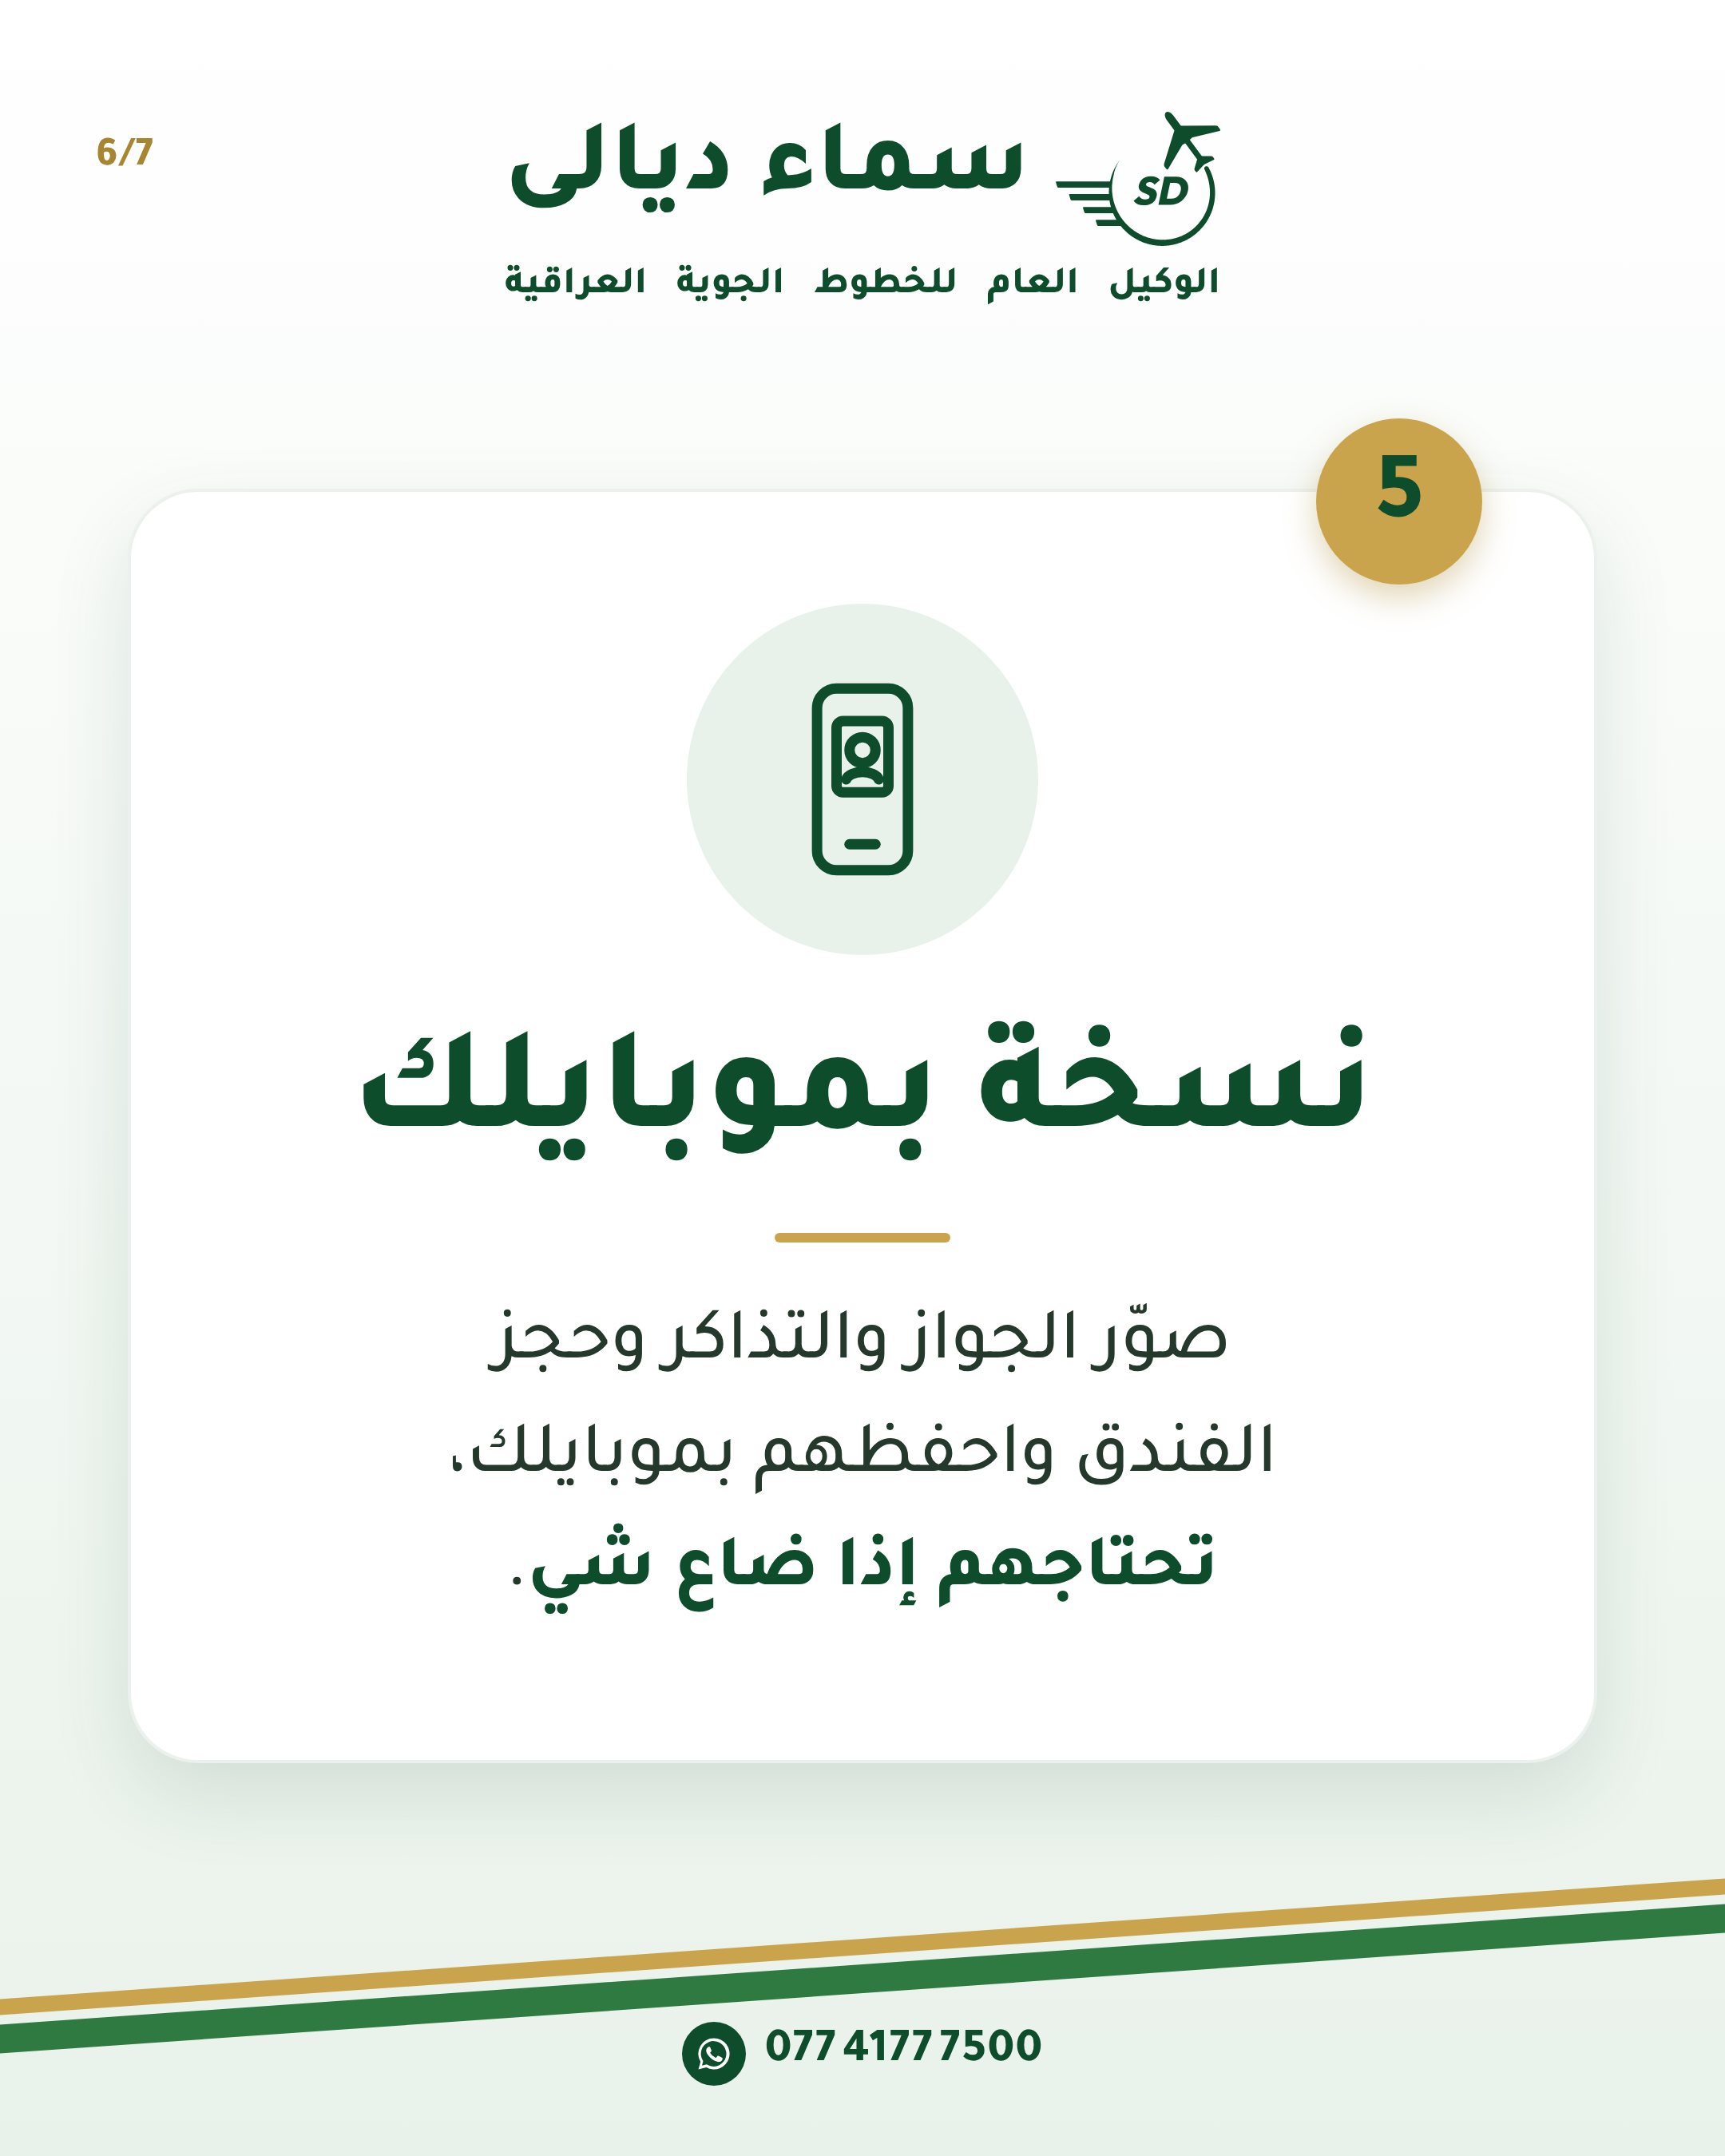 6/7
سماء ديالى
SD
الوكيل العام للخطوط الجوية العراقية
5
نسخة بموبايلك
صوّر الجواز والتذاكر وحجز
الفندق واحفظهم بموبايلك،
تحتاجهم إذا ضاع شي.
077 4177 7500